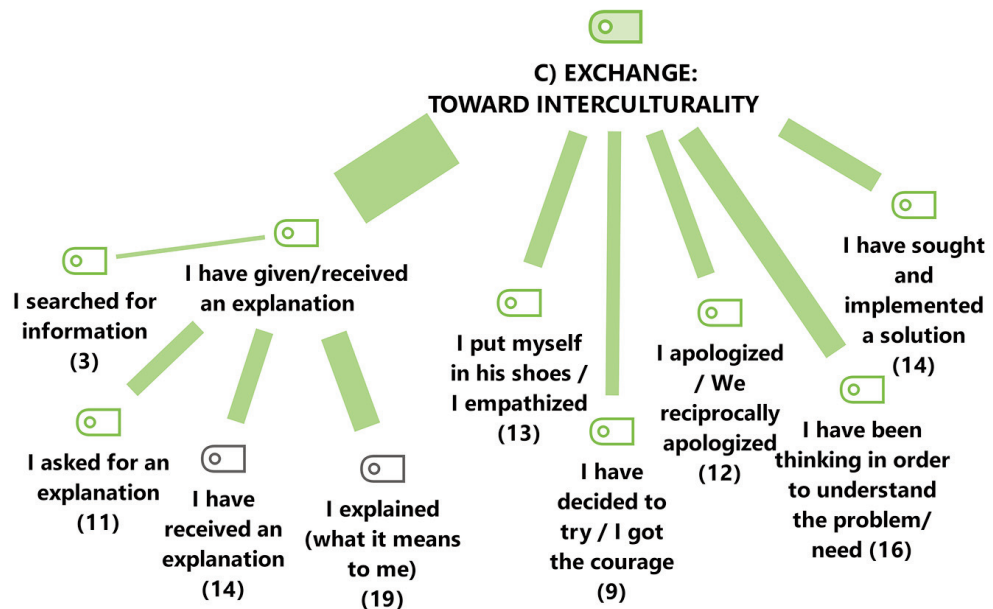 C) EXCHANGE:
TOWARD INTERCULTURALITY
I have given/received
an explanation
I searched for
information
(3)
I asked for an
explanation
(11)
I have
received an
explanation
(14)
I explained
(what it means
to me)
(19)
I put myself
in his shoes /
I empathized
(13)
I have
decided to
try / I got
the courage
(9)
I apologized
/ We
reciprocally
apologized
(12)
I have been
thinking in order
to understand
the problem/
need (16)
I have sought
and
implemented
a solution
(14)